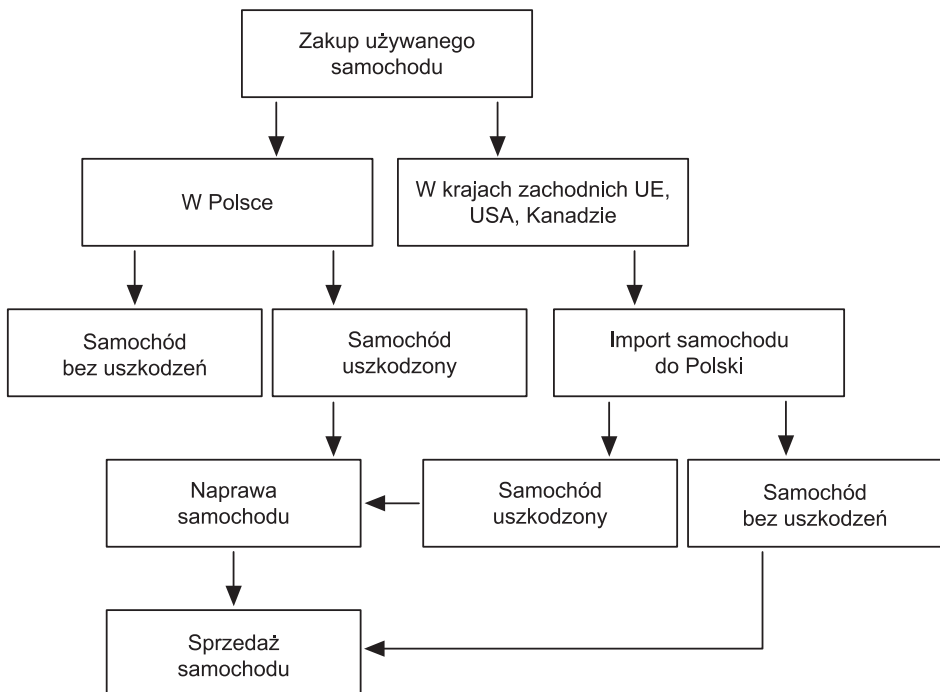 Zakup używanego
samochodu
W Polsce
W krajach zachodnich UE,
USA, Kanadzie
Samochód
bez uszkodzeń
Samochód
uszkodzony
Import samochodu
do Polski
Naprawa
samochodu
Samochód
uszkodzony
Samochód
bez uszkodzeń
Sprzedaż
samochodu